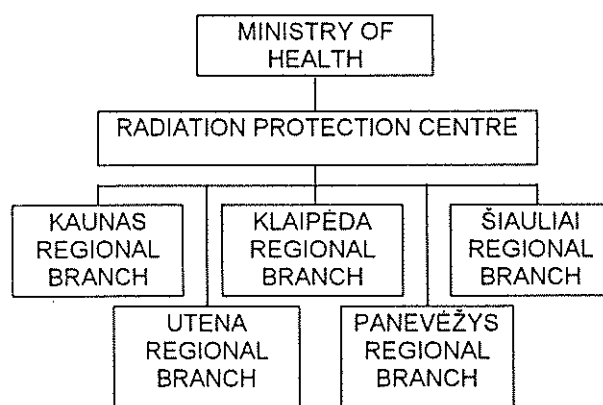 MINISTRY OF
HEALTH
RADIATION PROTECTION CENTRE
KAUNAS
REGIONAL
BRANCH
KLAIPĖDA
REGIONAL
BRANCH
ŠIAULIAI
REGIONAL
BRANCH
UTENA
REGIONAL
BRANCH
PANEVĖŽYS
REGIONAL
BRANCH